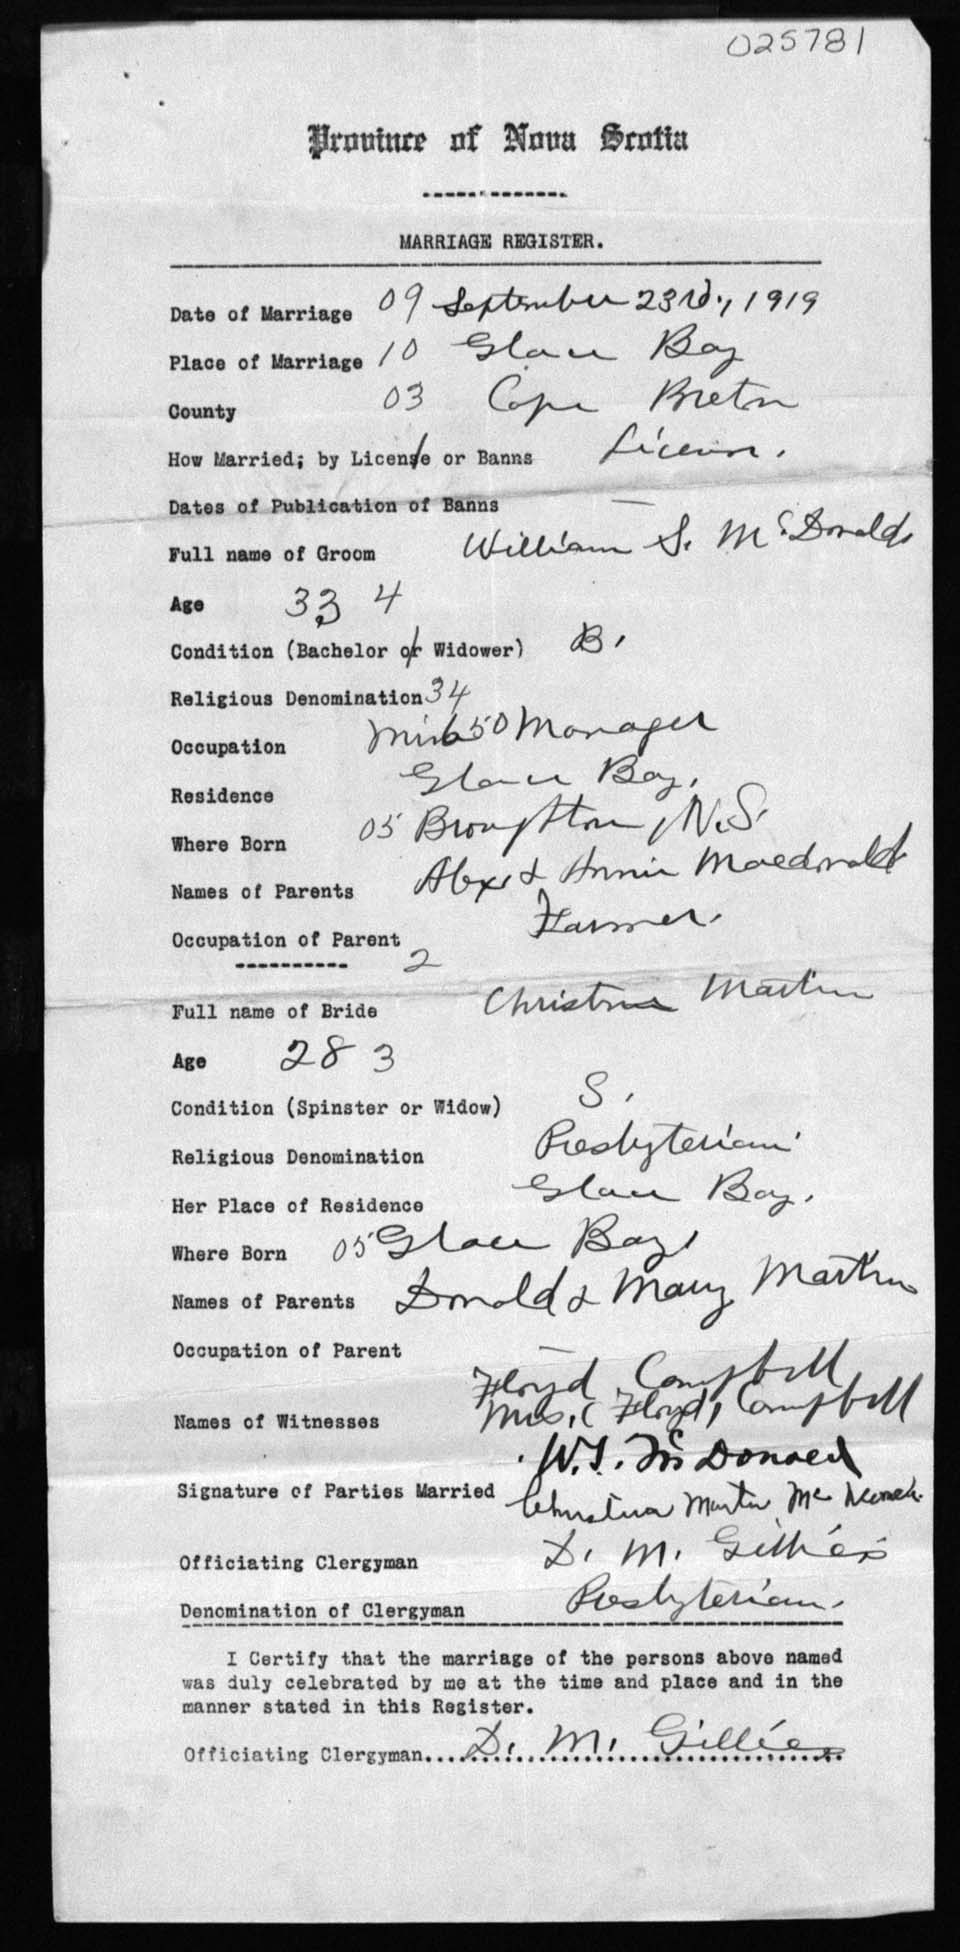 025781
Province of Nova Scotia
MARRIAGE REGISTER.
Date of Marriage 09 September 23rd, 1919
Place of Marriage 10 Glace Bay
County 03 Cape Breton
How Married; by License or Banns License.
Dates of Publication of Banns —
Full name of Groom William S. McDonald
Age 33 4
Condition (Bachelor or Widower) B.
Religious Denomination 34
Occupation 50 Manager
Residence Glace Bay.
Where Born 05 Broughton, N.S.
Names of Parents Alex & Annie Macdonald
Occupation of Parent Farmer.
2
Full name of Bride Christina Martin
Age 28 3
Condition (Spinster or Widow) S.
Religious Denomination Presbyterian
Her Place of Residence Glace Bay.
Where Born 05 Glace Bay
Names of Parents Donald & Mary Martin
Occupation of Parent —
Floyd Campbell
Names of Witnesses Mrs. (Floyd) Campbell
W.S. McDonald
Signature of Parties Married Christina Martin
Officiating Clergyman D. M. Gillies
Denomination of Clergyman Presbyterian.
I Certify that the marriage of the persons above named
was duly celebrated by me at the time and place and in the
manner stated in this Register.
Officiating Clergyman.... D. M. Gillies